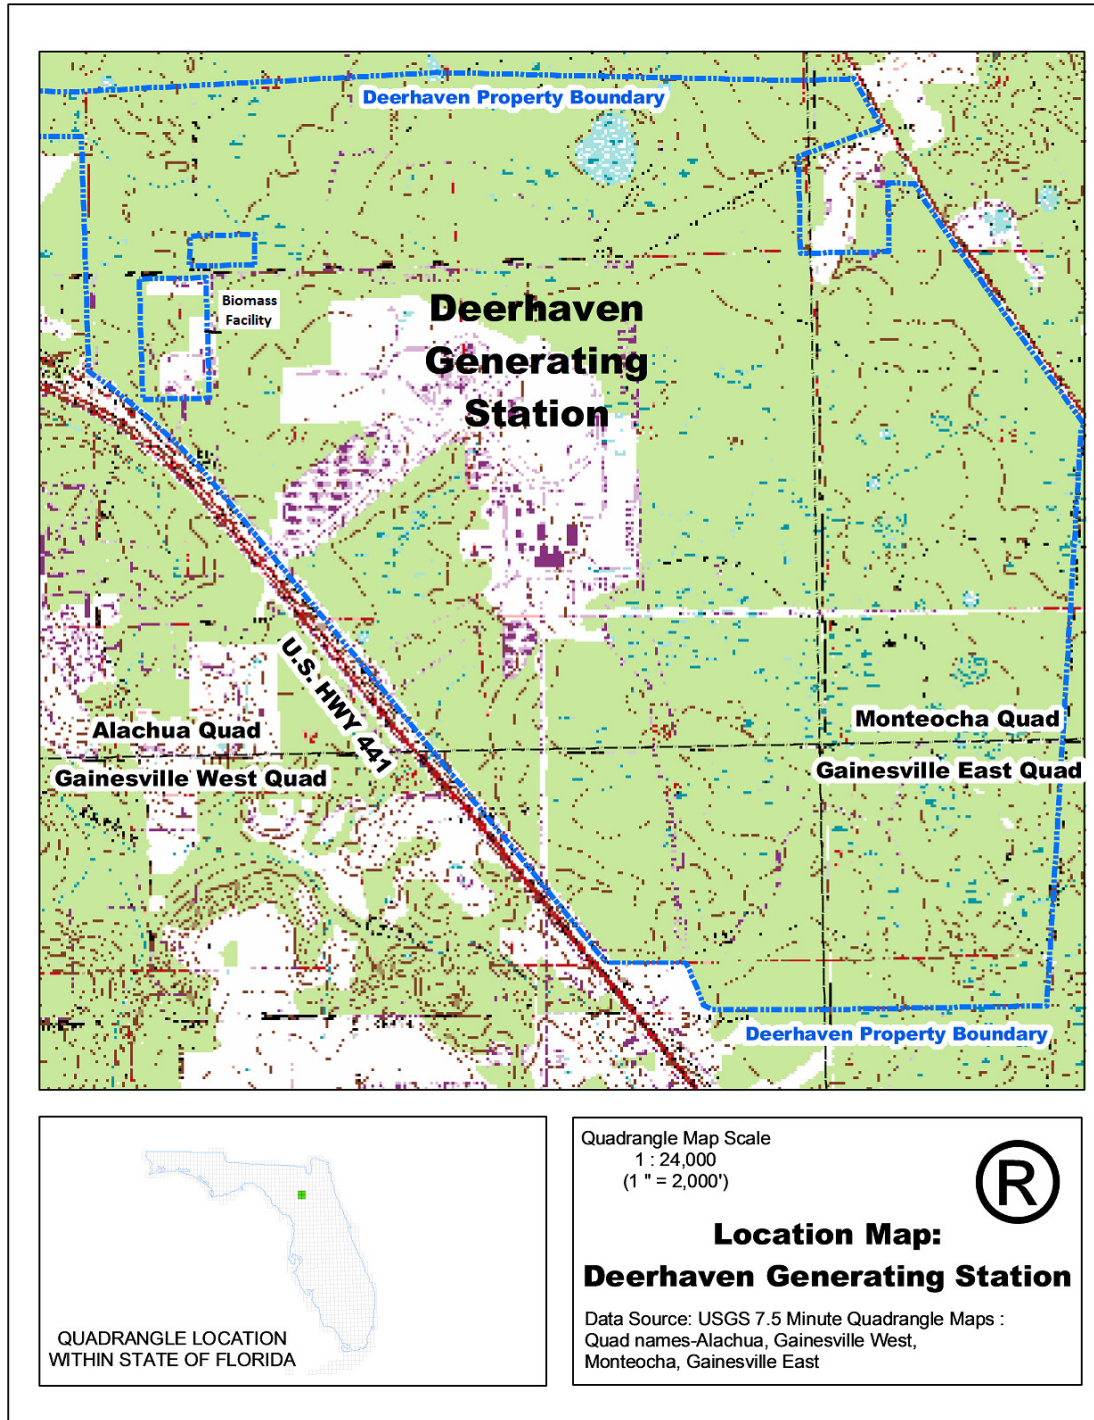 Deerhaven Property Boundary
Biomass
Facility
Deerhaven
Generating
Station
U.S. HWY 441
Alachua Quad
Monteocha Quad
Gainesville West Quad
Gainesville East Quad
Deerhaven Property Boundary
QUADRANGLE LOCATION
WITHIN STATE OF FLORIDA
Quadrangle Map Scale
1 : 24,000
(1 " = 2,000')
®
Location Map:
Deerhaven Generating Station
Data Source: USGS 7.5 Minute Quadrangle Maps :
Quad names-Alachua, Gainesville West,
Monteocha, Gainesville East